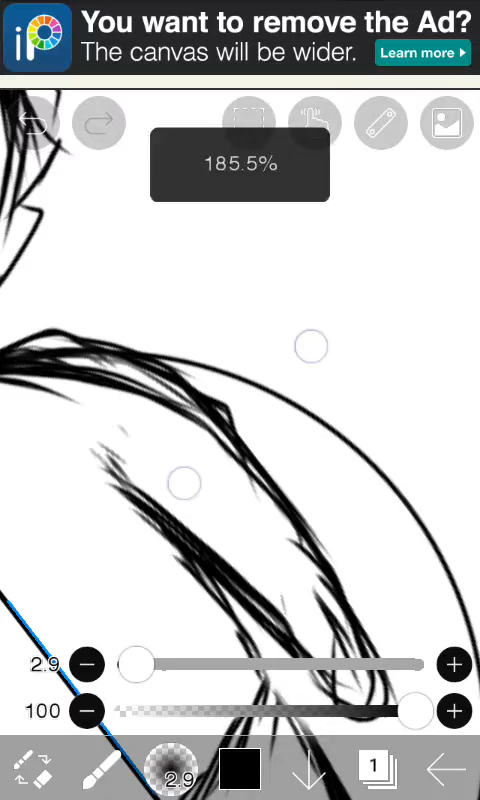 iP
You want to remove the Ad?
The canvas will be wider.
Learn more
185.5%
2.9
100
2.9
1